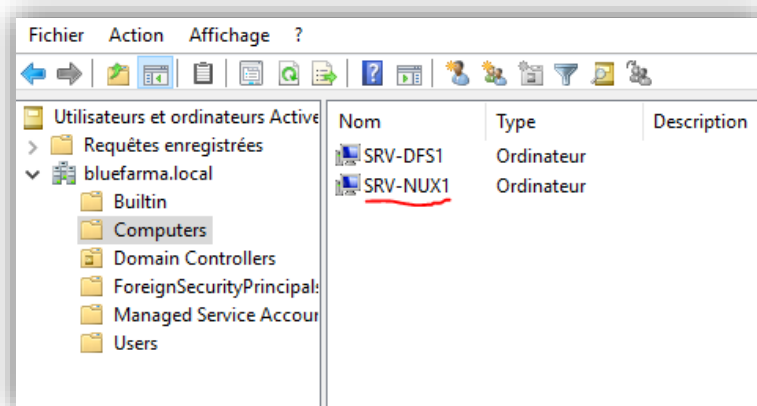 Fichier Action Affichage ?
Utilisateurs et ordinateurs Active
Requêtes enregistrées
bluefarma.local
Builtin
Computers
Domain Controllers
ForeignSecurityPrincipals
Managed Service Accour
Users
Nom Type Description
SRV-DFS1 Ordinateur
SRV-NUX1 Ordinateur